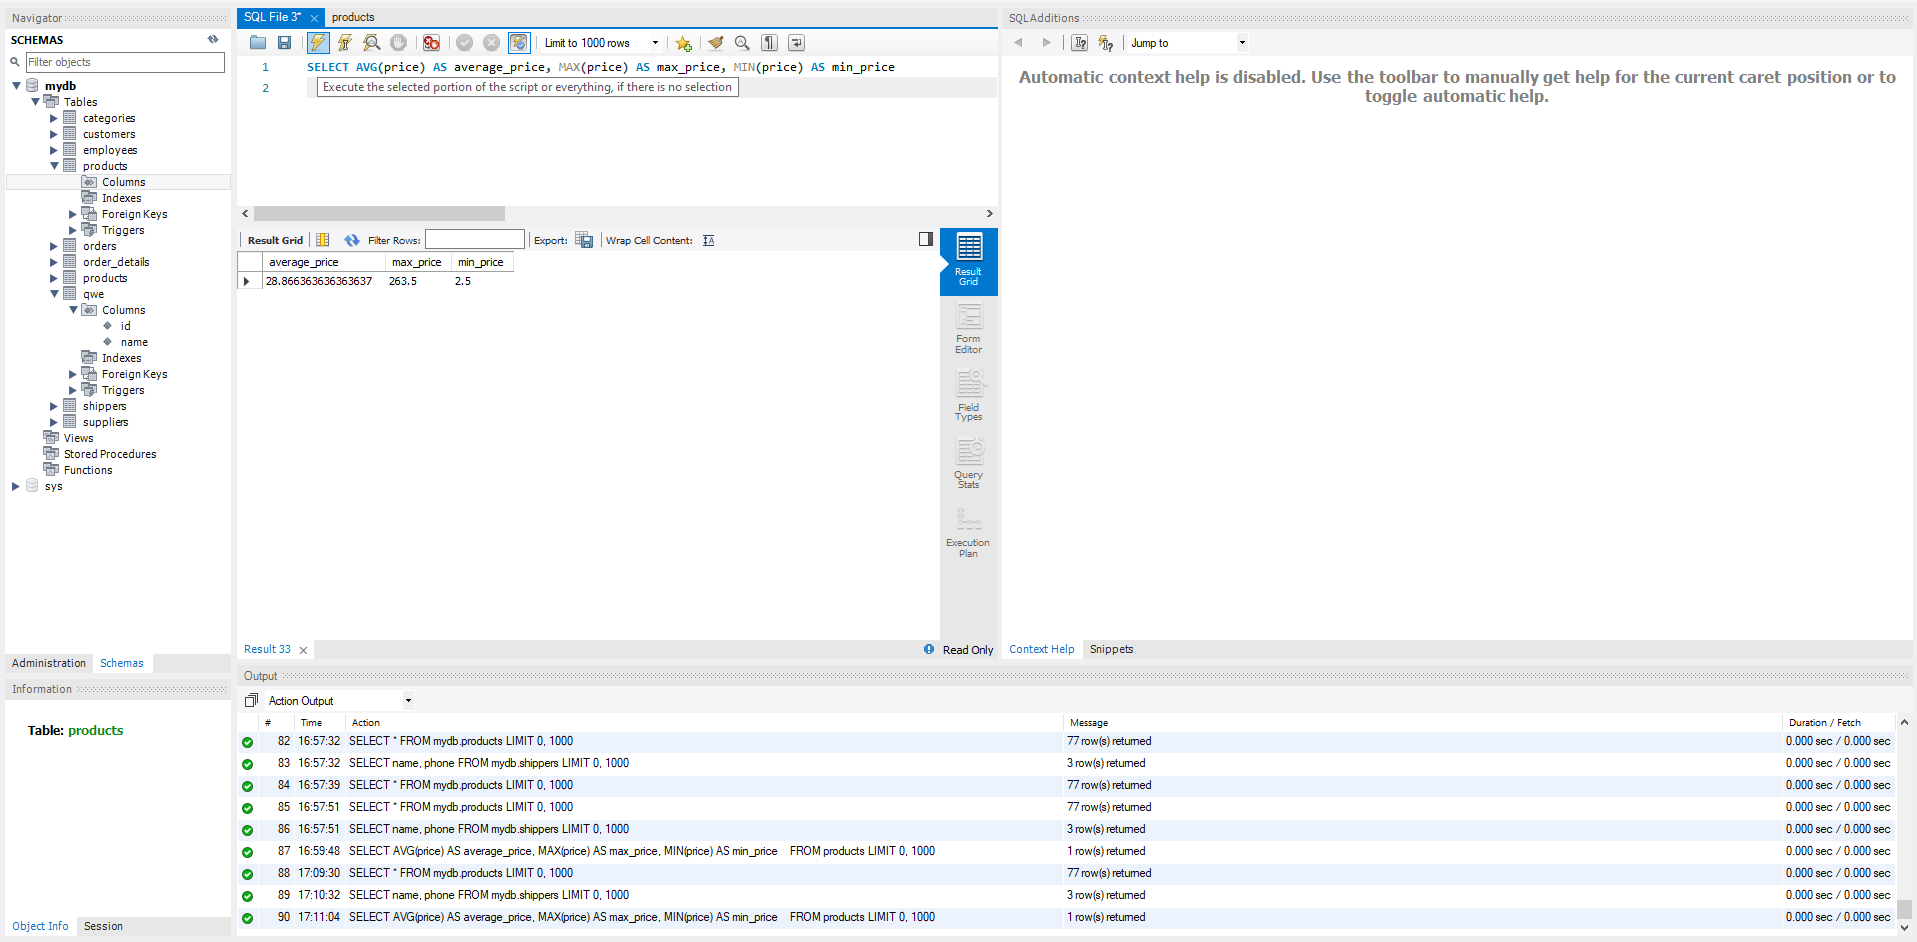 Navigator
SCHEMAS
Filter objects
mydb
Tables
categories
customers
employees
products
Columns
Indexes
Foreign Keys
Triggers
orders
order_details
products
qwe
Columns
id
name
Indexes
Foreign Keys
Triggers
shippers
suppliers
Views
Stored Procedures
Functions
sys
Administration Schemas
Information
Table: products
Object Info Session
SQL File 3* products
Limit to 1000 rows
1 SELECT AVG(price) AS average_price, MAX(price) AS max_price, MIN(price) AS min_price
2
Execute the selected portion of the script or everything, if there is no selection
Result Grid Filter Rows: Export: Wrap Cell Content:
average_price max_price min_price
28.866363636363637 263.5 2.5
Result
Grid
Form
Editor
Field
Types
Query
Stats
Execution
Plan
Result 33 Read Only
SQLAdditions
Jump to
Automatic context help is disabled. Use the toolbar to manually get help for the current caret position or to
toggle automatic help.
Context Help Snippets
Output
Action Output
# Time Action Message Duration / Fetch
82 16:57:32 SELECT * FROM mydb.products LIMIT 0, 1000 77 row(s) returned 0.000 sec / 0.000 sec
83 16:57:32 SELECT name, phone FROM mydb.shippers LIMIT 0, 1000 3 row(s) returned 0.000 sec / 0.000 sec
84 16:57:39 SELECT * FROM mydb.products LIMIT 0, 1000 77 row(s) returned 0.000 sec / 0.000 sec
85 16:57:51 SELECT * FROM mydb.products LIMIT 0, 1000 77 row(s) returned 0.000 sec / 0.000 sec
86 16:57:51 SELECT name, phone FROM mydb.shippers LIMIT 0, 1000 3 row(s) returned 0.000 sec / 0.000 sec
87 16:59:48 SELECT AVG(price) AS average_price, MAX(price) AS max_price, MIN(price) AS min_price FROM products LIMIT 0, 1000 1 row(s) returned 0.000 sec / 0.000 sec
88 17:09:30 SELECT * FROM mydb.products LIMIT 0, 1000 77 row(s) returned 0.000 sec / 0.000 sec
89 17:10:32 SELECT name, phone FROM mydb.shippers LIMIT 0, 1000 3 row(s) returned 0.000 sec / 0.000 sec
90 17:11:04 SELECT AVG(price) AS average_price, MAX(price) AS max_price, MIN(price) AS min_price FROM products LIMIT 0, 1000 1 row(s) returned 0.000 sec / 0.000 sec